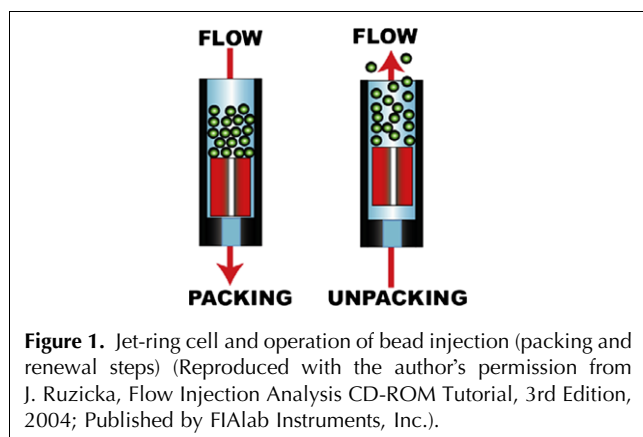 FLOW
FLOW
PACKING
UNPACKING
Figure 1. Jet-ring cell and operation of bead injection (packing and
renewal steps) (Reproduced with the author's permission from
J. Ruzicka, Flow Injection Analysis CD-ROM Tutorial, 3rd Edition,
2004; Published by FIAlab Instruments, Inc.).